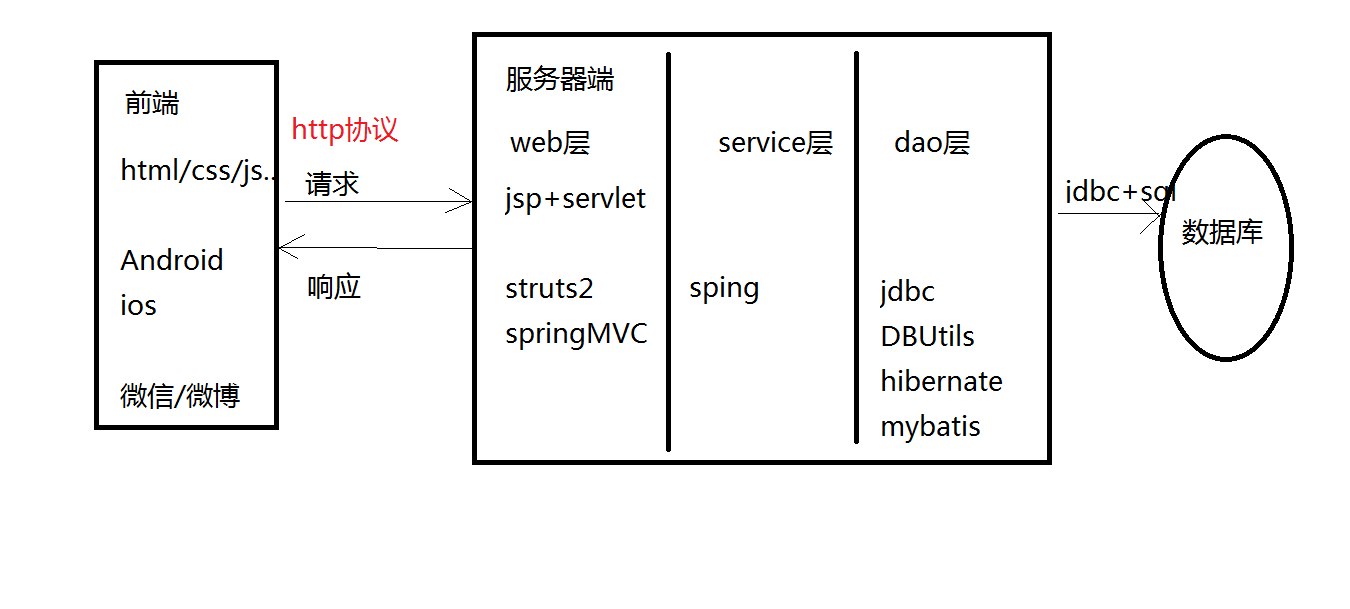 前端
html/css/js..
Android
ios
微信/微博
http协议
请求
响应
服务器端
web层
jsp+servlet
struts2
springMVC
service层
sping
dao层
jdbc
DBUtils
hibernate
mybatis
jdbc+sql
数据库